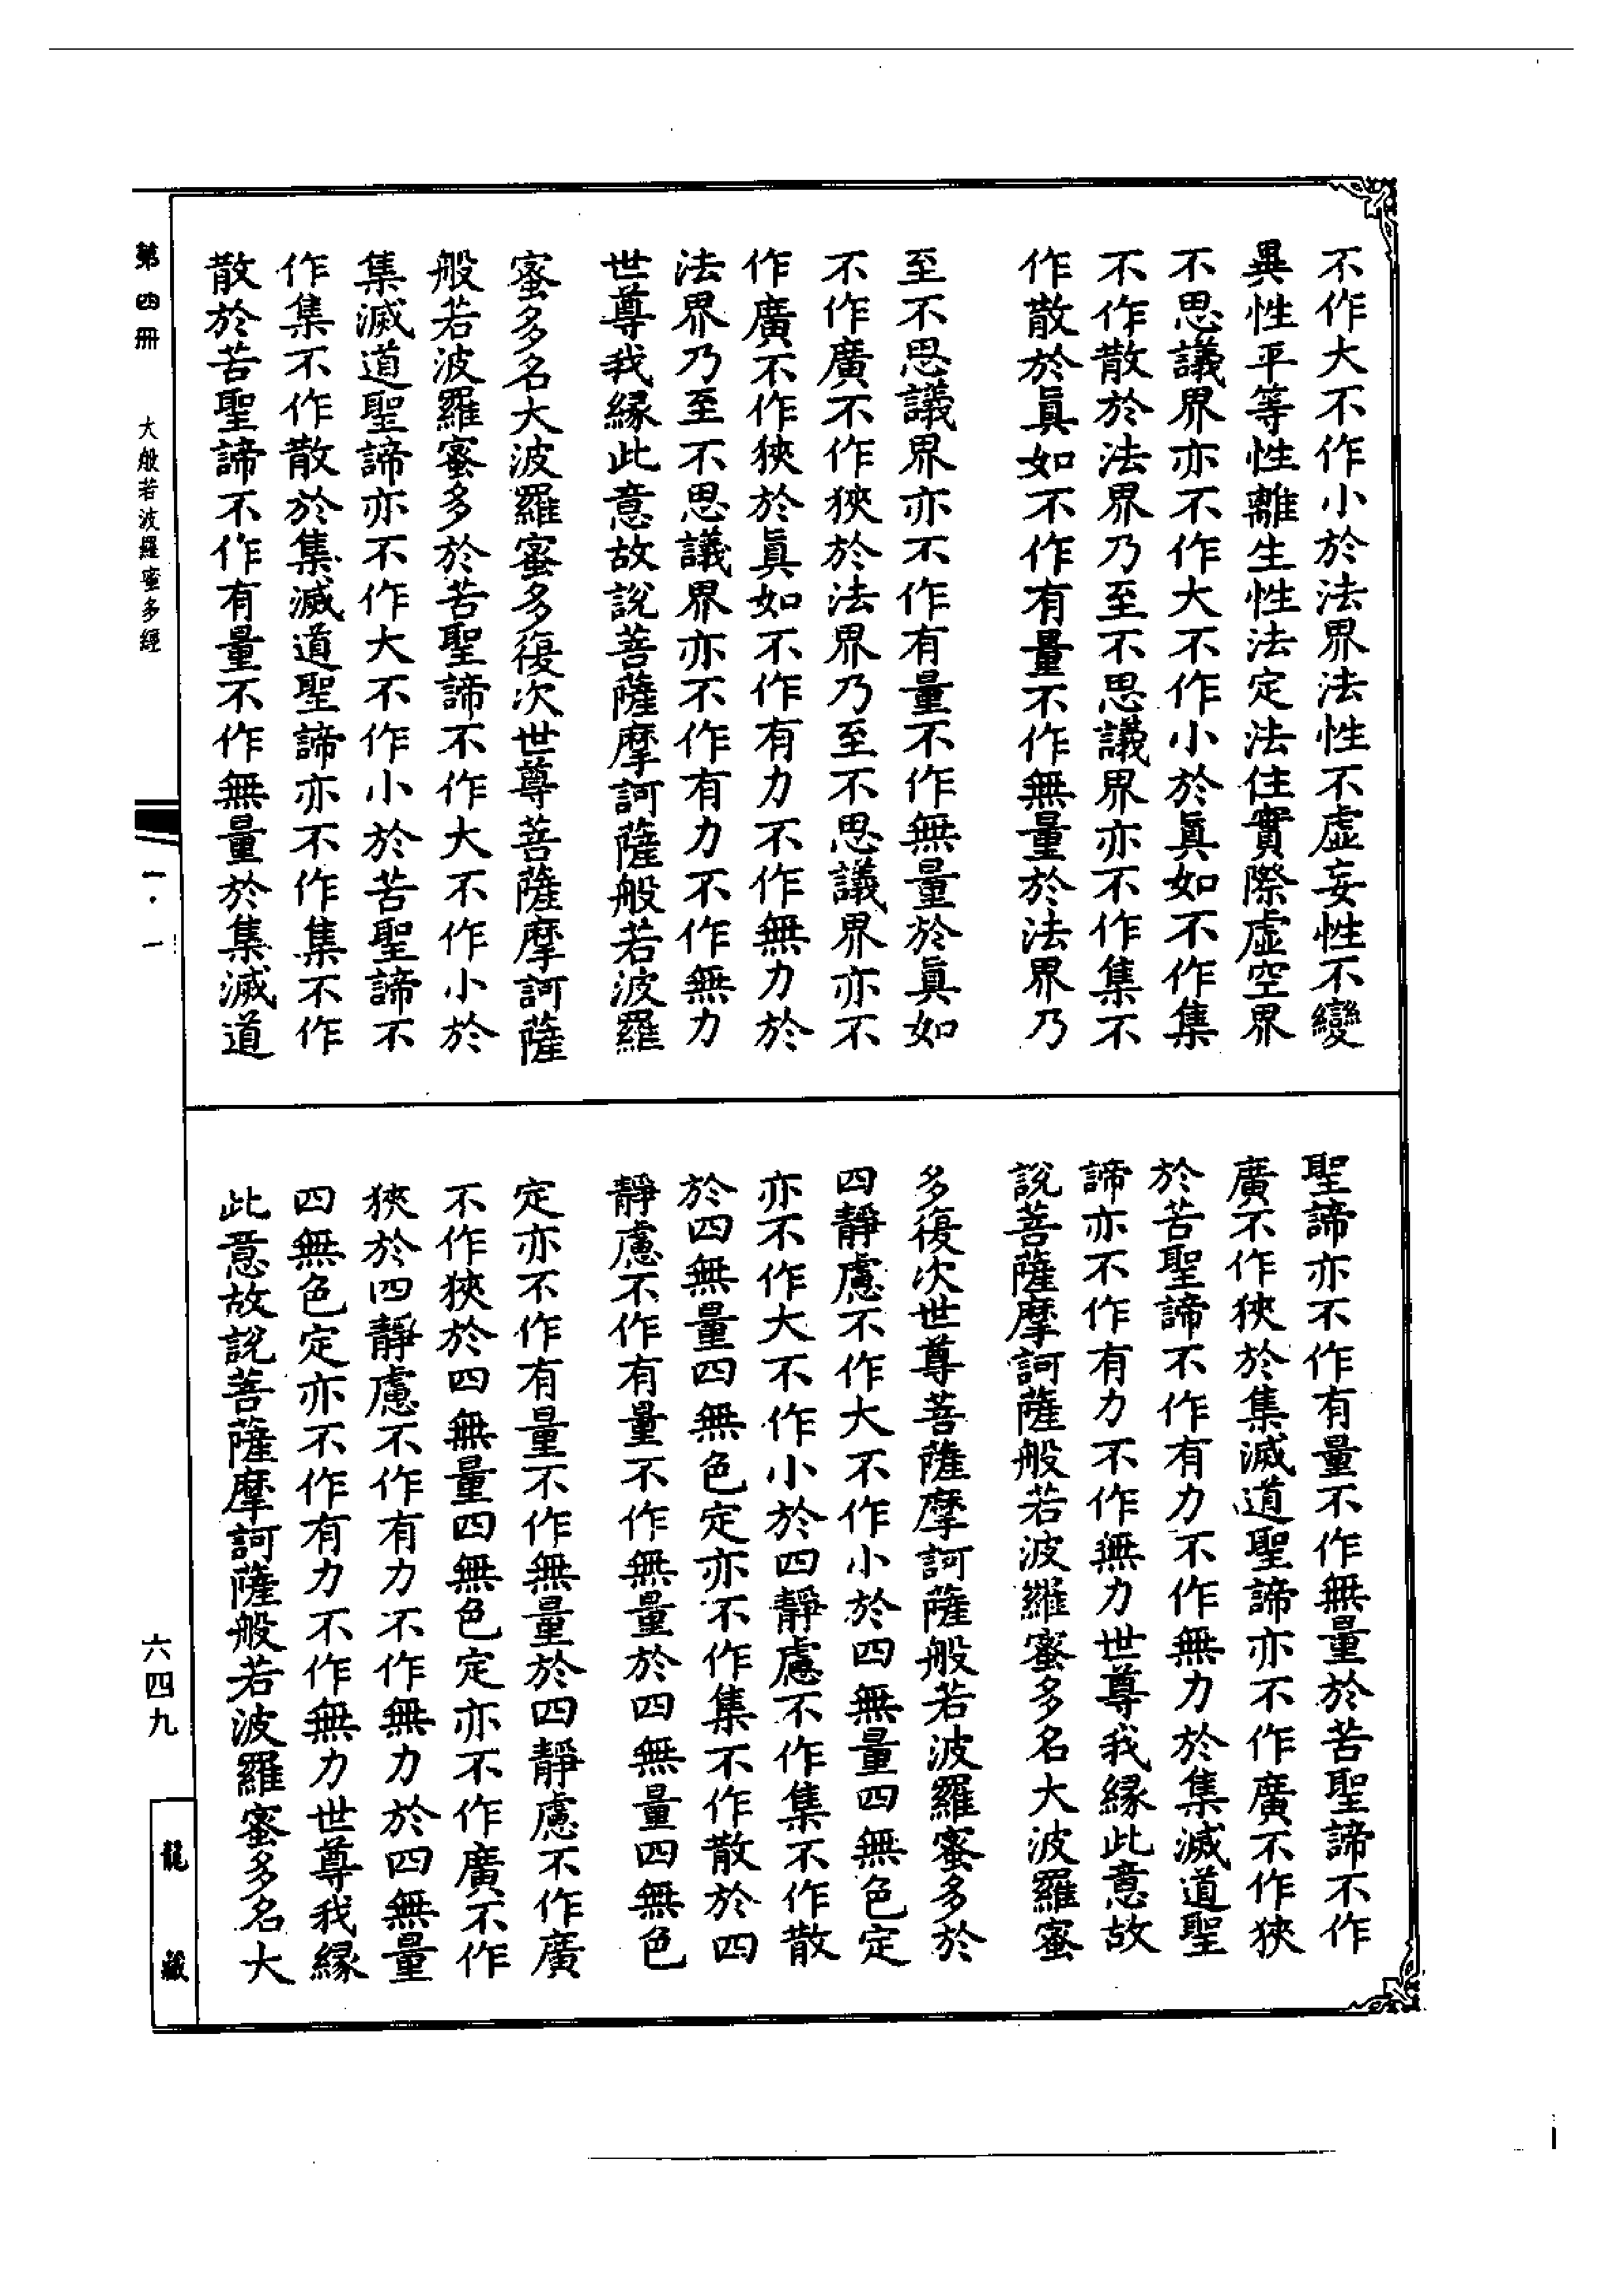 不作大不作小於法界法性不虛妄性不變
異性平等性離生性法定法住實際虛空界
不思議界亦不作大不作小於眞如不作集
不作散於法界乃至不思議界亦不作集不
作散於眞如不作有量不作無量於法界乃
至不思議界亦不作有量不作無量於眞如
不作廣不作狹於法界乃至不思議界亦不
作廣不作狹於眞如不作有力不作無力於
法界乃至不思議界亦不作有力不作無力
世尊我緣此意故說菩薩摩訶薩般若波羅
蜜多名大波羅蜜多復次世尊菩薩摩訶薩
般若波羅蜜多於苦聖諦不作大不作小於
集滅道聖諦亦不作大不作小於苦聖諦不
作集不作散於集滅道聖諦亦不作集不作
散於苦聖諦不作有量不作無量於集滅道
聖諦亦不作有量不作無量於苦聖諦不作
廣不作狹於集滅道聖諦亦不作廣不作狹
於苦聖諦不作有力不作無力於集滅道聖
諦亦不作有力不作無力世尊我緣此意故
說菩薩摩訶薩般若波羅蜜多名大波羅蜜
多復次世尊菩薩摩訶薩般若波羅蜜多於
四靜慮不作大不作小於四無量四無色定
亦不作大不作小於四靜慮不作集不作散
於四無量四無色定亦不作集不作散於四
靜慮不作有量不作無量於四無量四無色
定亦不作有量不作無量於四靜慮不作廣
不作狹於四無量四無色定亦不作廣不作
狹於四靜慮不作有力不作無力於四無量
四無色定亦不作有力不作無力世尊我緣
此意故說菩薩摩訶薩般若波羅蜜多名大
第四冊 大般若波羅蜜多經 一·一 六四九 龍藏